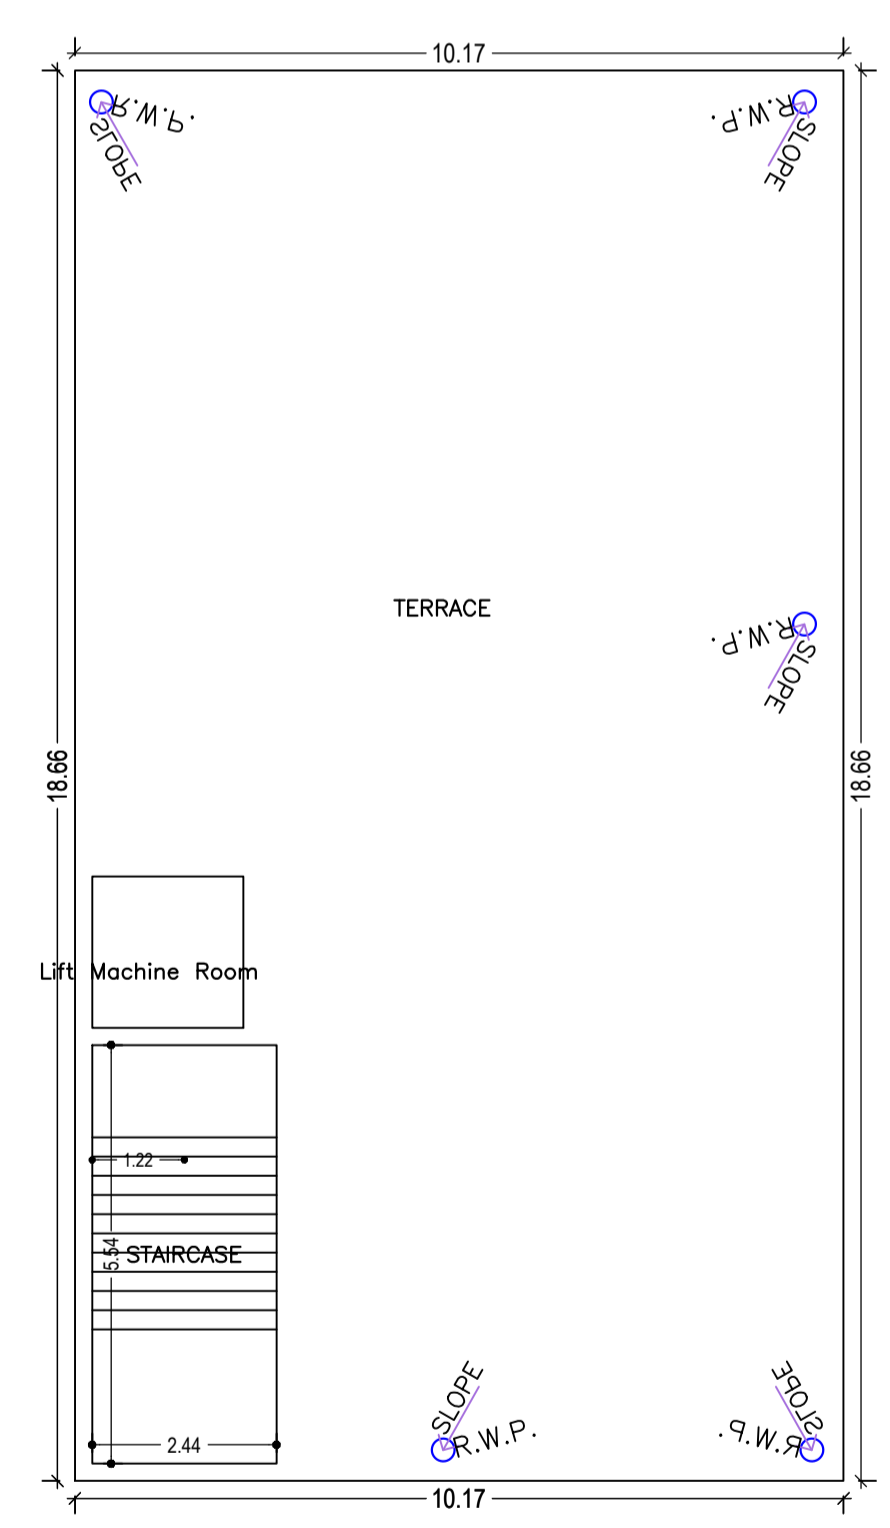 10.17
R.W.P.
R.W.P.
SLOPE
SLOPE
TERRACE
R.W.P.
SLOPE
18.66
18.66
Lift Machine Room
1.22
5.54
STAIRCASE
SLOPE
SLOPE
R.W.P.
R.W.P.
2.44
10.17